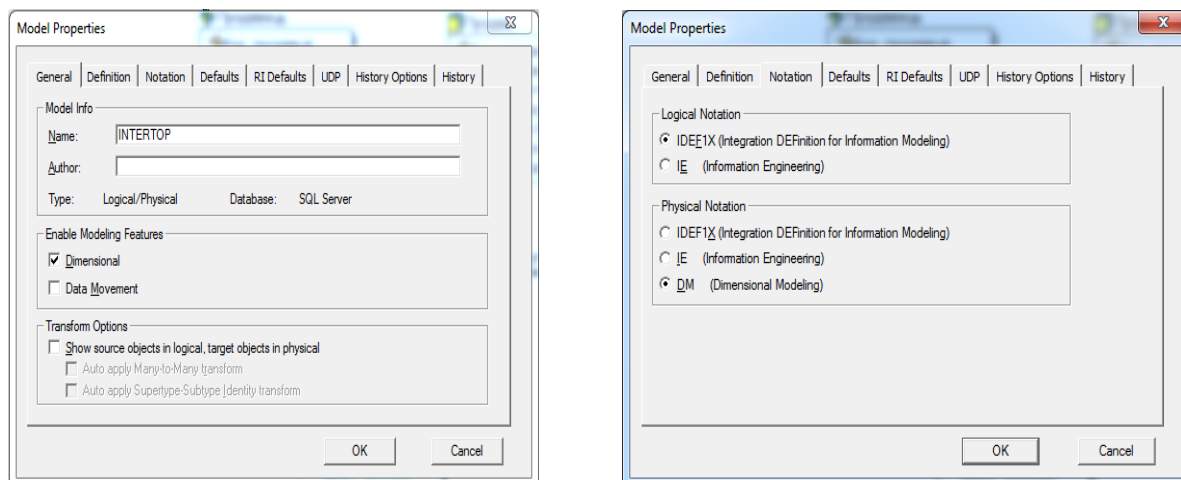 Model Properties
General Definition Notation Defaults RI Defaults UDP History Options History
Model Info
Name: INTERTOP
Author:
Type: Logical/Physical Database: SQL Server
Enable Modeling Features
Dimensional
Data Movement
Transform Options
Show source objects in logical, target objects in physical
Auto apply Many-to-Many transform
Auto apply Supertype-Subtype Identity transform
OK Cancel
Model Properties
General Definition Notation Defaults RI Defaults UDP History Options History
Logical Notation
IDEF1X (Integration DEFinition for Information Modeling)
IE (Information Engineering)
Physical Notation
IDEF1X (Integration DEFinition for Information Modeling)
IE (Information Engineering)
DM (Dimensional Modeling)
OK Cancel